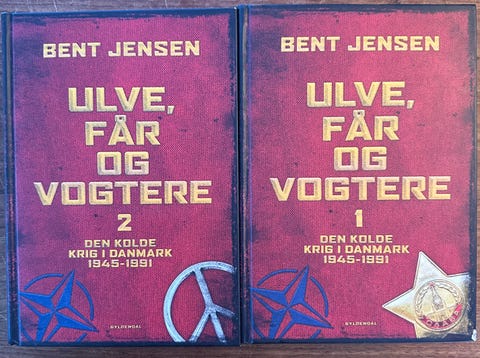 BENT JENSEN
ULVE,
FÅR
OG
VOGTERE
2
DEN KOLDE
KRIG I DANMARK
1945-1991
GYLDENDAL
BENT JENSEN
ULVE,
FÅR
OG
VOGTERE
1
DEN KOLDE
KRIG I DANMARK
1945-1991
GYLDENDAL